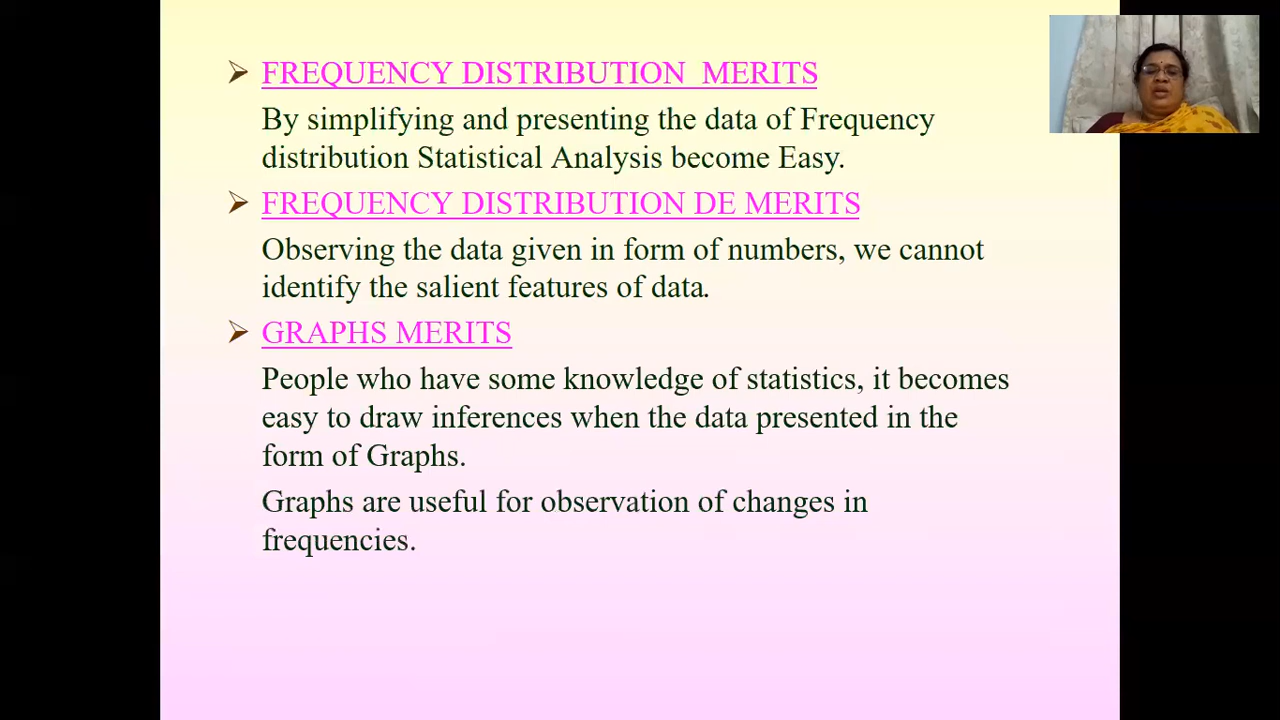 FREQUENCY DISTRIBUTION MERITS
By simplifying and presenting the data of Frequency
distribution Statistical Analysis become Easy.
FREQUENCY DISTRIBUTION DE MERITS
Observing the data given in form of numbers, we cannot
identify the salient features of data.
GRAPHS MERITS
People who have some knowledge of statistics, it becomes
easy to draw inferences when the data presented in the
form of Graphs.
Graphs are useful for observation of changes in
frequencies.